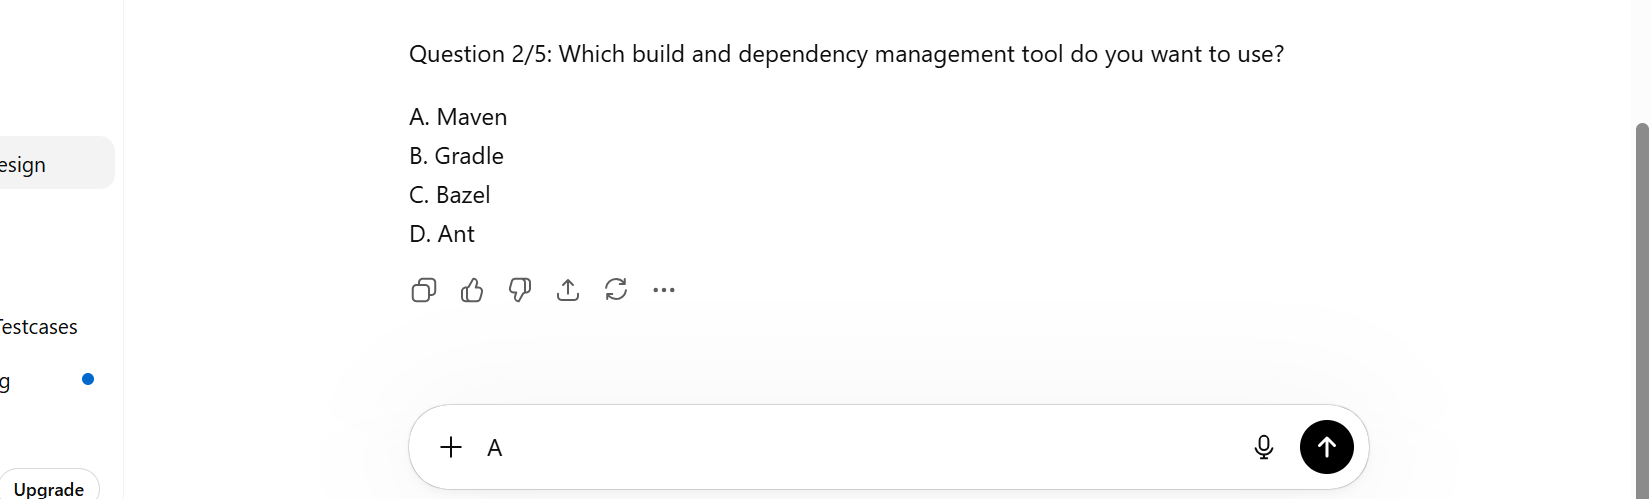 Question 2/5: Which build and dependency management tool do you want to use?
A. Maven
B. Gradle
C. Bazel
D. Ant
esign
Testcases
g
A
Upgrade